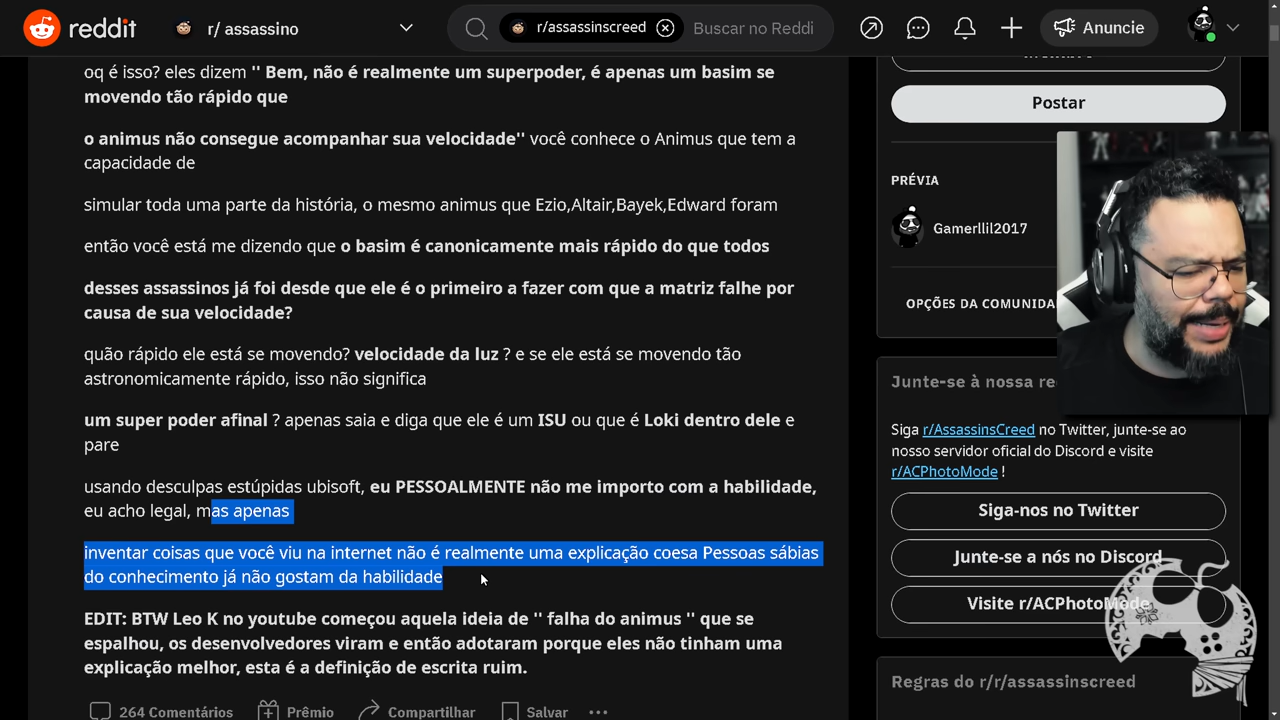 reddit
r/ assassino
r/assassinscreed
Buscar no Reddi
Anuncie
oq é isso? eles dizem '' Bem, não é realmente um superpoder, é apenas um basim se
movendo tão rápido que
o animus não consegue acompanhar sua velocidade'' você conhece o Animus que tem a
capacidade de
simular toda uma parte da história, o mesmo animus que Ezio,Altair,Bayek,Edward foram
então você está me dizendo que o basim é canonicamente mais rápido do que todos
desses assassinos já foi desde que ele é o primeiro a fazer com que a matriz falhe por
causa de sua velocidade?
quão rápido ele está se movendo? velocidade da luz ? e se ele está se movendo tão
astronomicamente rápido, isso não significa
um super poder afinal ? apenas saia e diga que ele é um ISU ou que é Loki dentro dele e
pare
usando desculpas estúpidas ubisoft, eu PESSOALMENTE não me importo com a habilidade,
eu acho legal, mas apenas
inventar coisas que você viu na internet não é realmente uma explicação coesa Pessoas sábias
do conhecimento já não gostam da habilidade
EDIT: BTW Leo K no youtube começou aquela ideia de '' falha do animus '' que se
espalhou, os desenvolvedores viram e então adotaram porque eles não tinham uma
explicação melhor, esta é a definição de escrita ruim.
264 Comentários
Prêmio
Compartilhar
Salvar
Postar
PRÉVIA
Gamerllil2017
OPÇÕES DA COMUNIDA
Junte-se à nossa re
Siga r/AssassinsCreed no Twitter, junte-se ao
nosso servidor oficial do Discord e visite
r/ACPhotoMode !
Siga-nos no Twitter
Junte-se a nós no Discord
Visite r/ACPhotoMode
Regras do r/r/assassinscreed